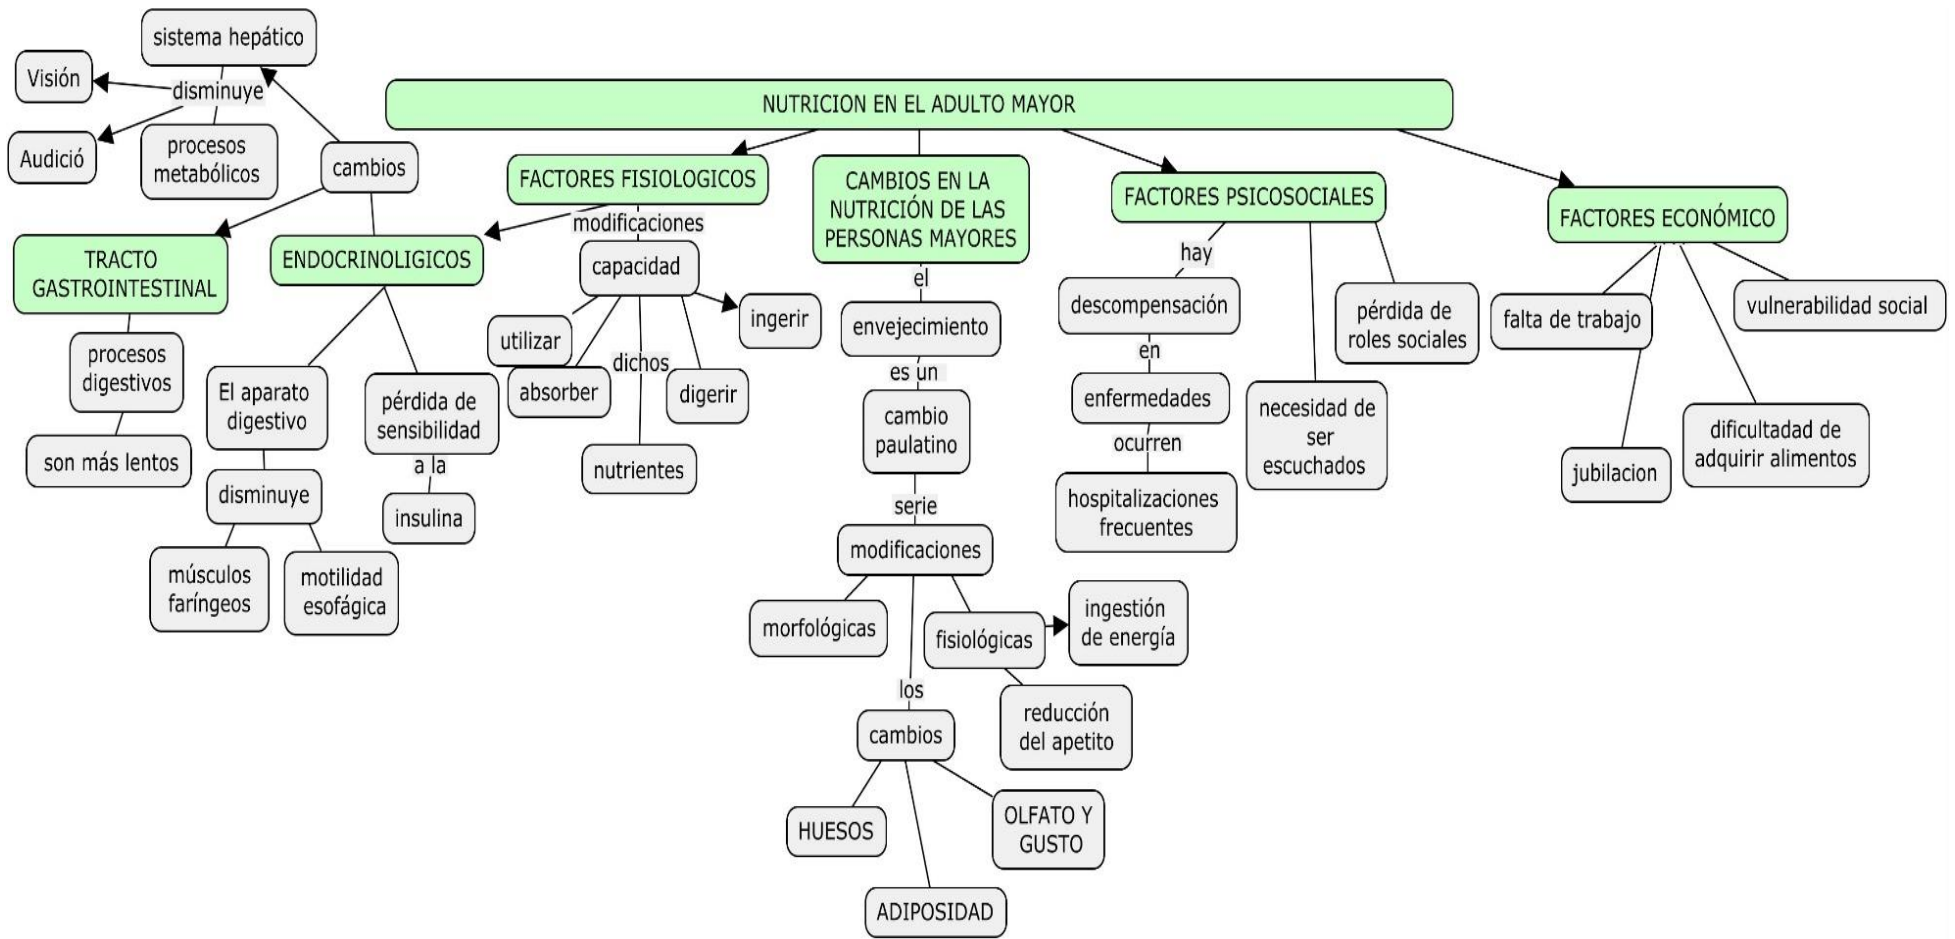 sistema hepático
Visión
disminuye
Audició
procesos
metabólicos
cambios
NUTRICION EN EL ADULTO MAYOR
FACTORES FISIOLOGICOS
CAMBIOS EN LA
NUTRICIÓN DE LAS
PERSONAS MAYORES
FACTORES PSICOSOCIALES
FACTORES ECONÓMICO
TRACTO
GASTROINTESTINAL
ENDOCRINOLIGICOS
procesos
digestivos
son más lentos
El aparato
digestivo
disminuye
músculos
faríngeos
motilidad
esofágica
pérdida de
sensibilidad
a la
insulina
modificaciones
capacidad
utilizar
absorber
dichos
nutrientes
digerir
ingerir
el
envejecimiento
es un
cambio
paulatino
serie
modificaciones
morfológicas
fisiológicas
ingestión
de energía
reducción
del apetito
los
cambios
HUESOS
ADIPOSIDAD
OLFATO Y
GUSTO
hay
descompensación
en
enfermedades
ocurren
hospitalizaciones
frecuentes
necesidad de
ser
escuchados
pérdida de
roles sociales
falta de trabajo
jubilacion
dificultadad de
adquirir alimentos
vulnerabilidad social